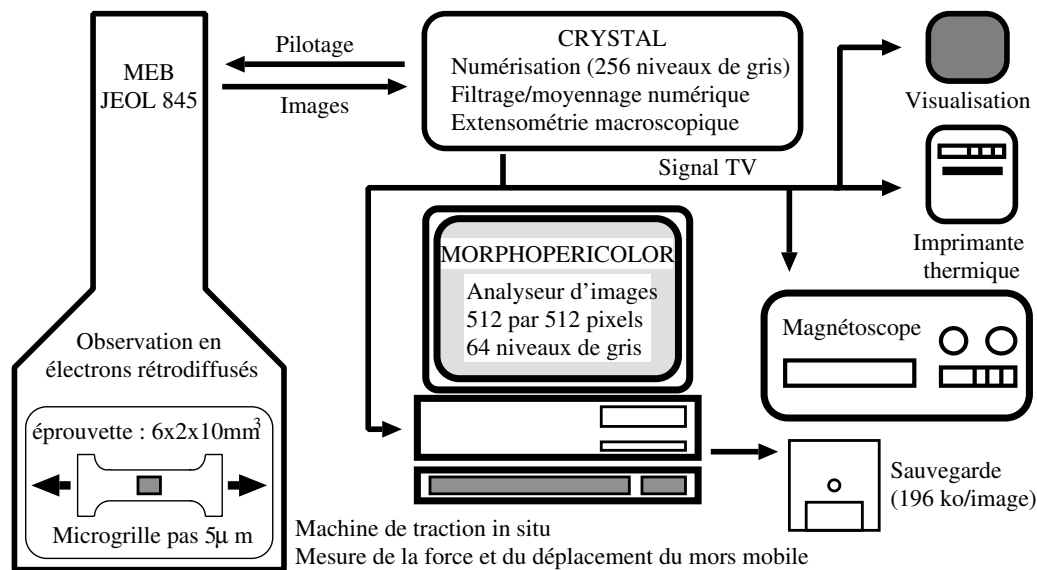 MEB
JEOL 845
Pilotage
Images
CRYSTAL
Numérisation (256 niveaux de gris)
Filtrage/moyennage numérique
Extensométrie macroscopique
Visualisation
Signal TV
Imprimante
thermique
MORPHOPERICOLOR
Analyseur d'images
512 par 512 pixels
64 niveaux de gris
Magnétoscope
Observation en
électrons rétrodiffusés
éprouvette : 6x2x10mm³
Microgrille pas 5µ m
Sauvegarde
(196 ko/image)
Machine de traction in situ
Mesure de la force et du déplacement du mors mobile